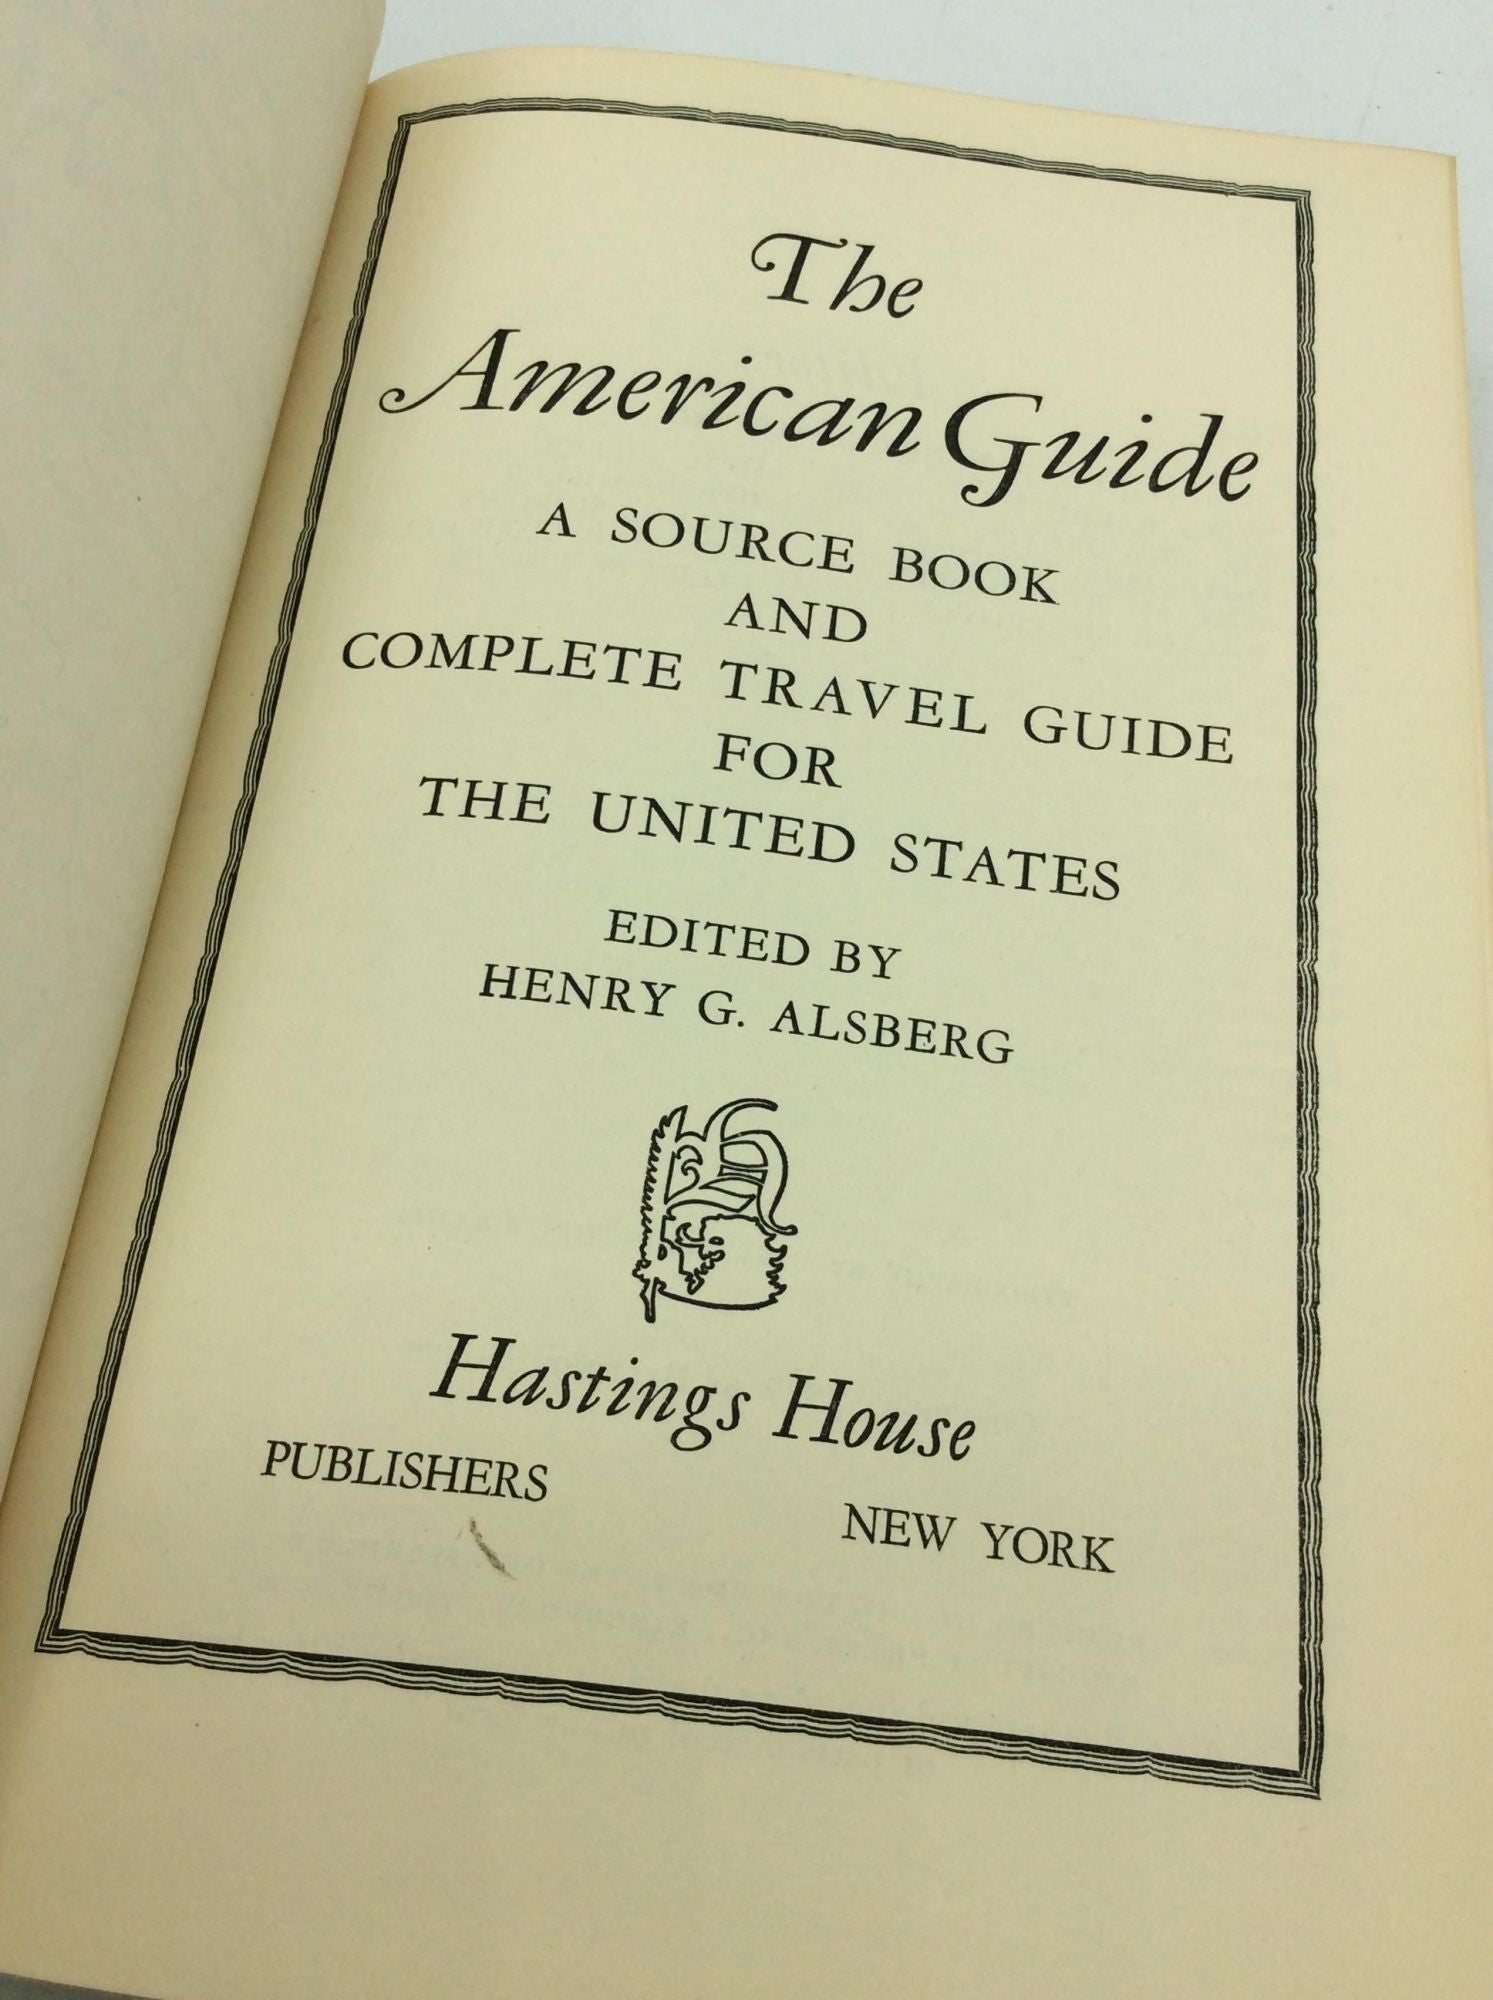 The
American Guide
A SOURCE BOOK
AND
COMPLETE TRAVEL GUIDE
FOR
THE UNITED STATES
EDITED BY
HENRY G. ALSBERG
Hastings House
PUBLISHERS NEW YORK